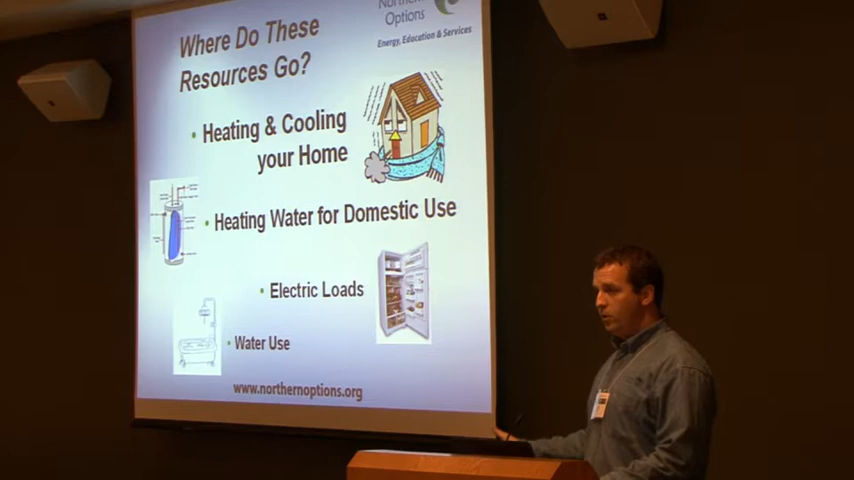 Northern
Options
Energy, Education & Services
Where Do These
Resources Go?
• Heating & Cooling
your Home
• Heating Water for Domestic Use
• Electric Loads
• Water Use
www.northernoptions.org